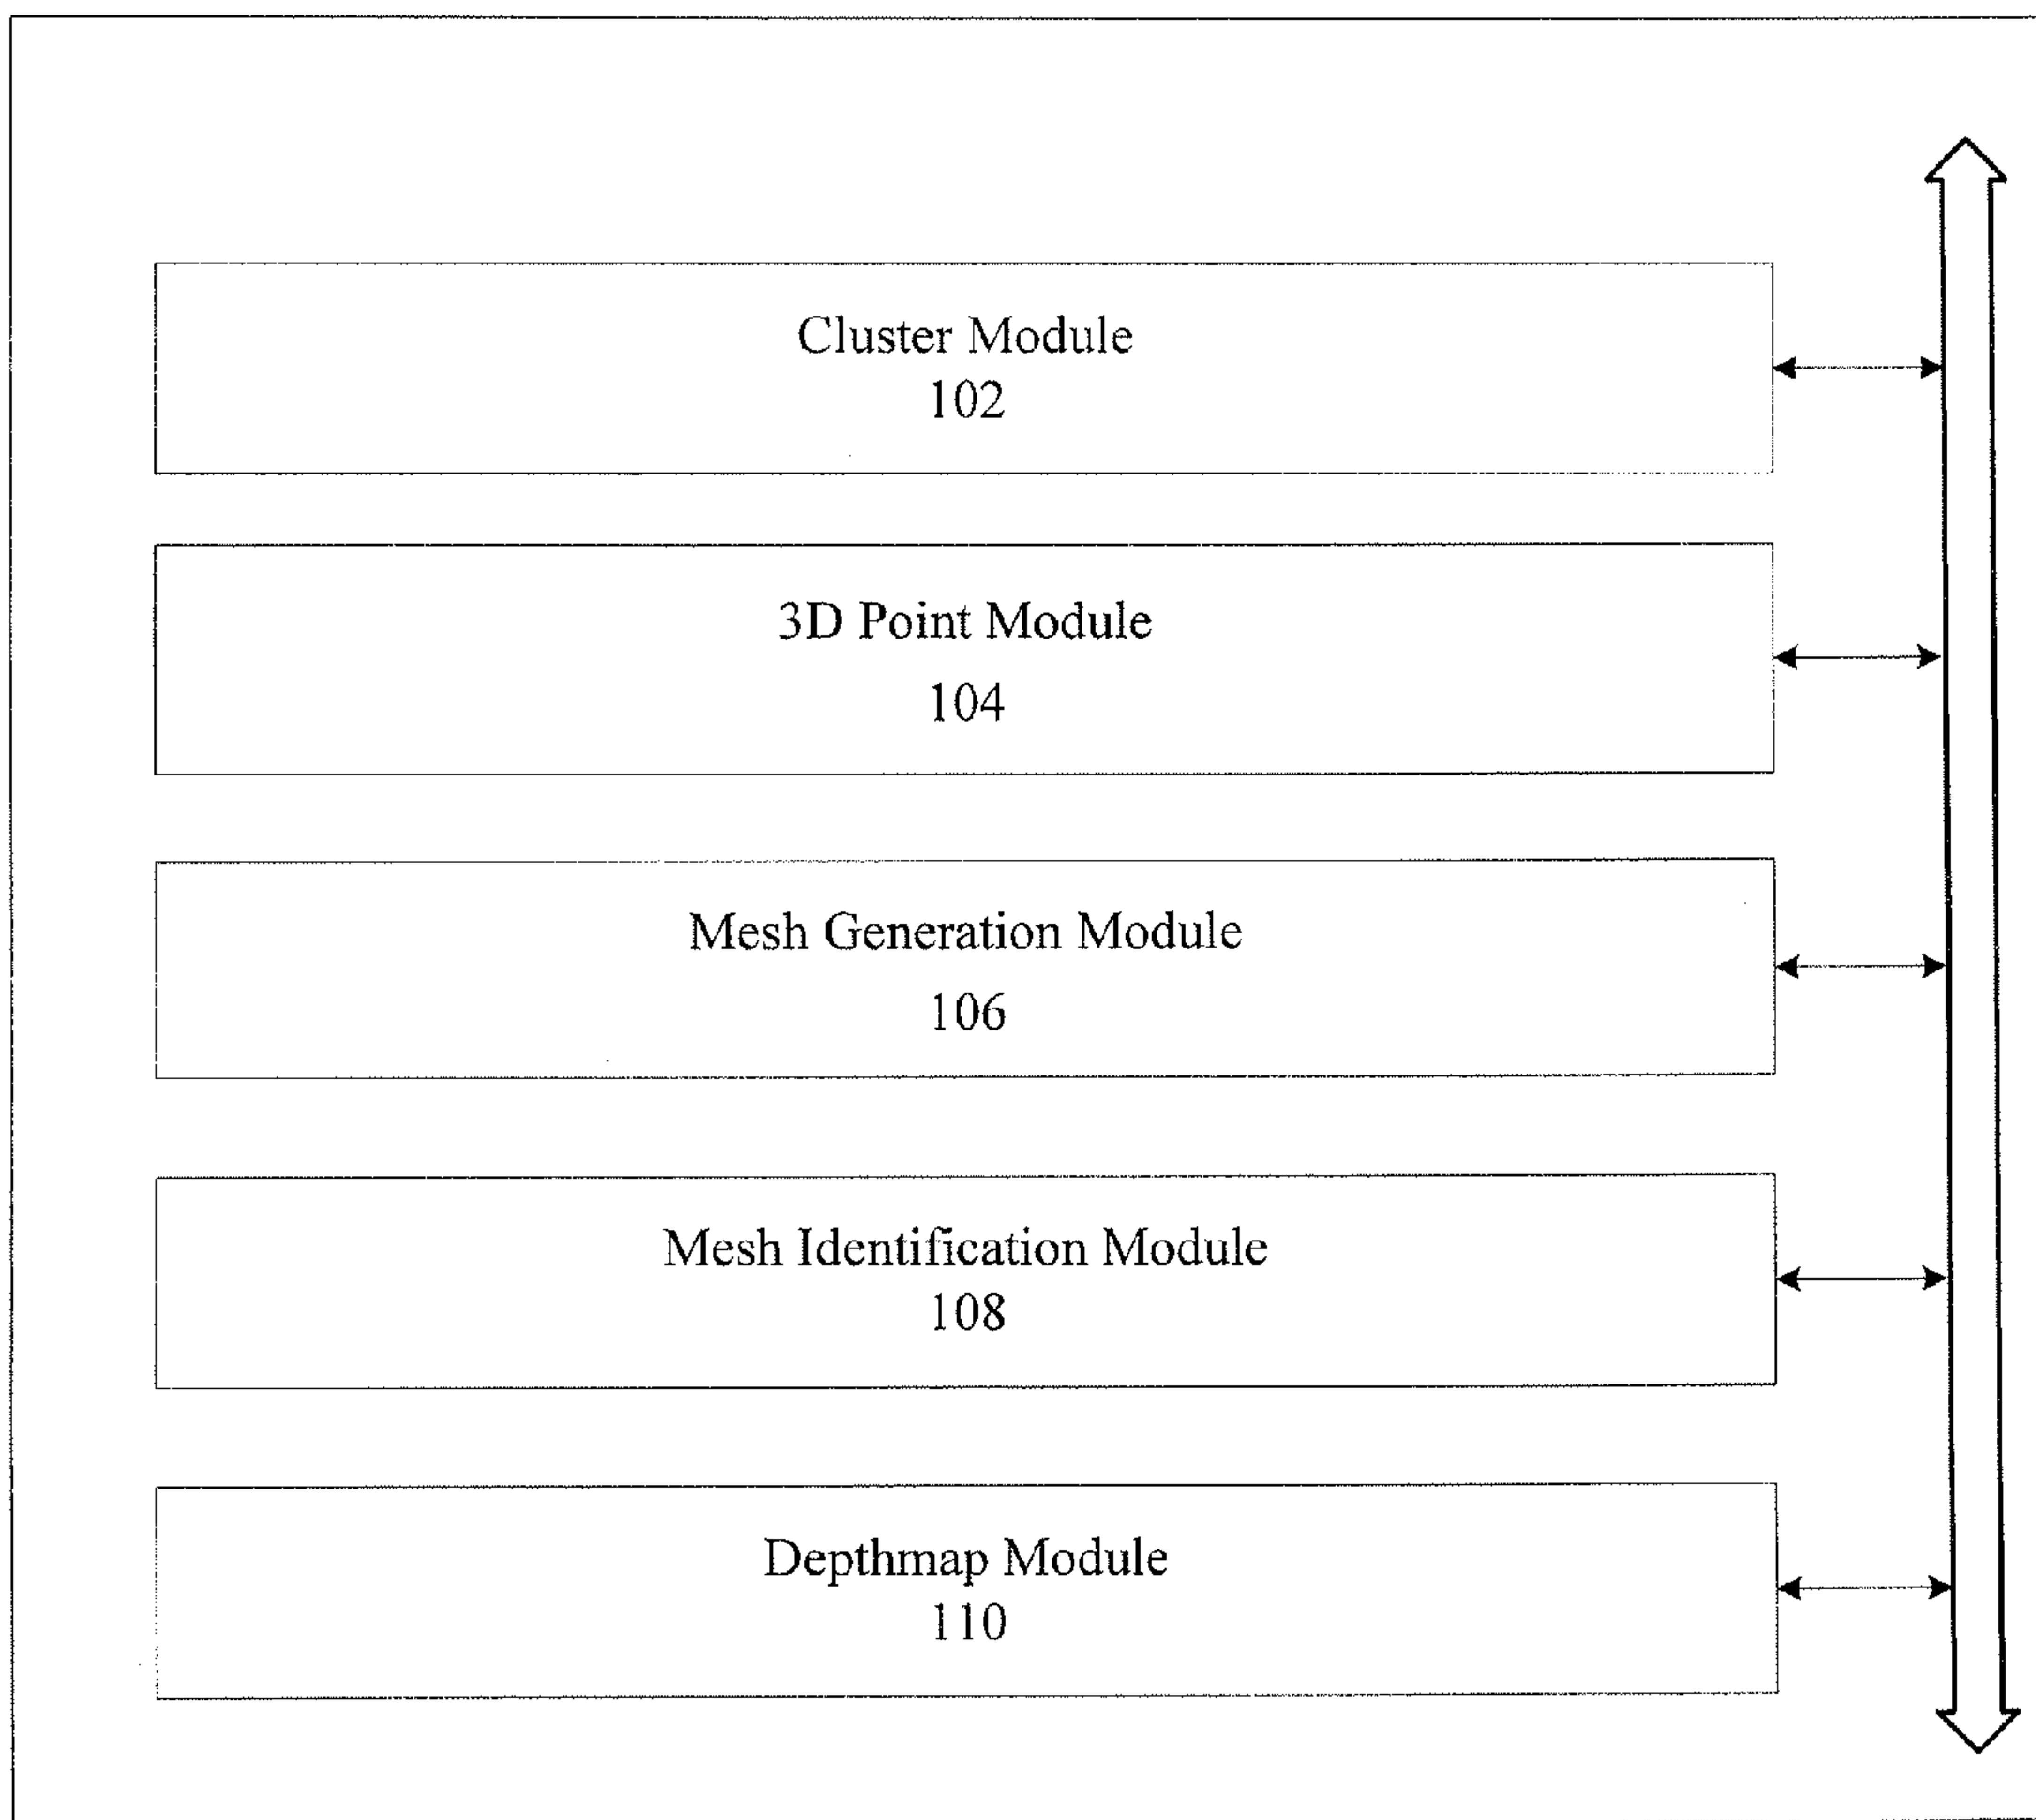 Cluster Module
102
3D Point Module
104
Mesh Generation Module
106
Mesh Identification Module
108
Depthmap Module
110